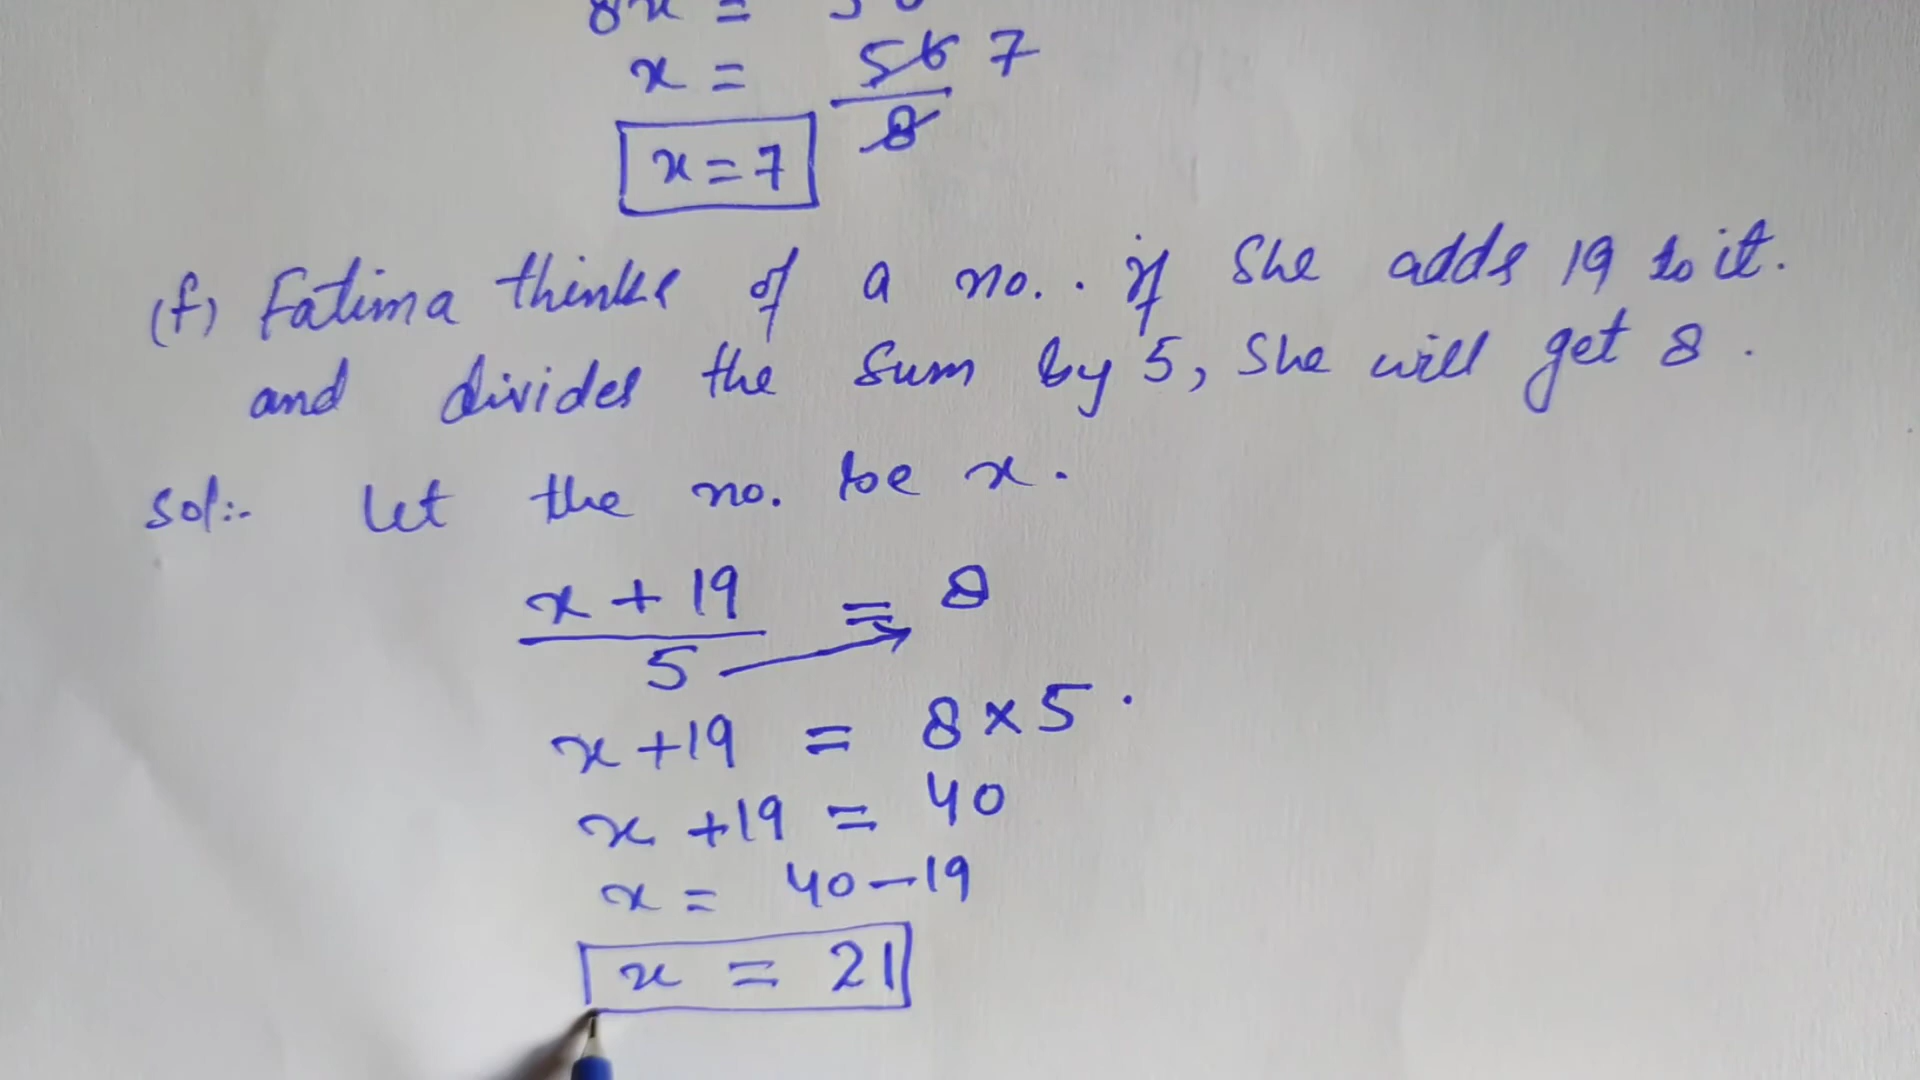 x = 56 7
8
x = 7
(f) Fatima thinks of a no.. if She adds 19 to it.
and divides the Sum by 5, She will get 8.
Sol:- Let the no. be x.
x + 19 = 8
5
x + 19 = 8 × 5.
x + 19 = 40
x = 40 - 19
x = 21